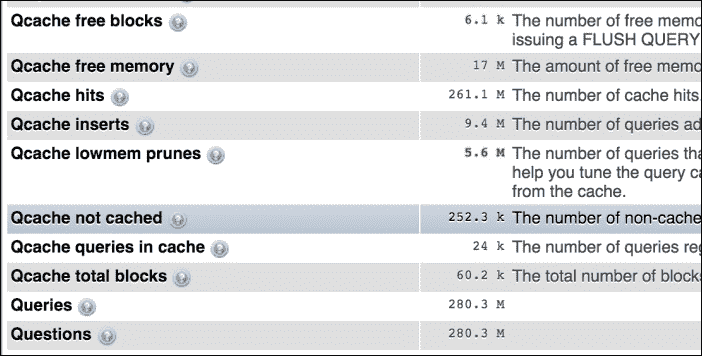 Qcache free blocks 6.1 k The number of free memo
issuing a FLUSH QUERY
Qcache free memory 17 M The amount of free memo
Qcache hits 261.1 M The number of cache hits.
Qcache inserts 9.4 M The number of queries ad
Qcache lowmem prunes 5.6 M The number of queries tha
help you tune the query ca
from the cache.
Qcache not cached 252.3 k The number of non-cache
Qcache queries in cache 24 k The number of queries reg
Qcache total blocks 60.2 k The total number of blocks
Queries 280.3 M
Questions 280.3 M